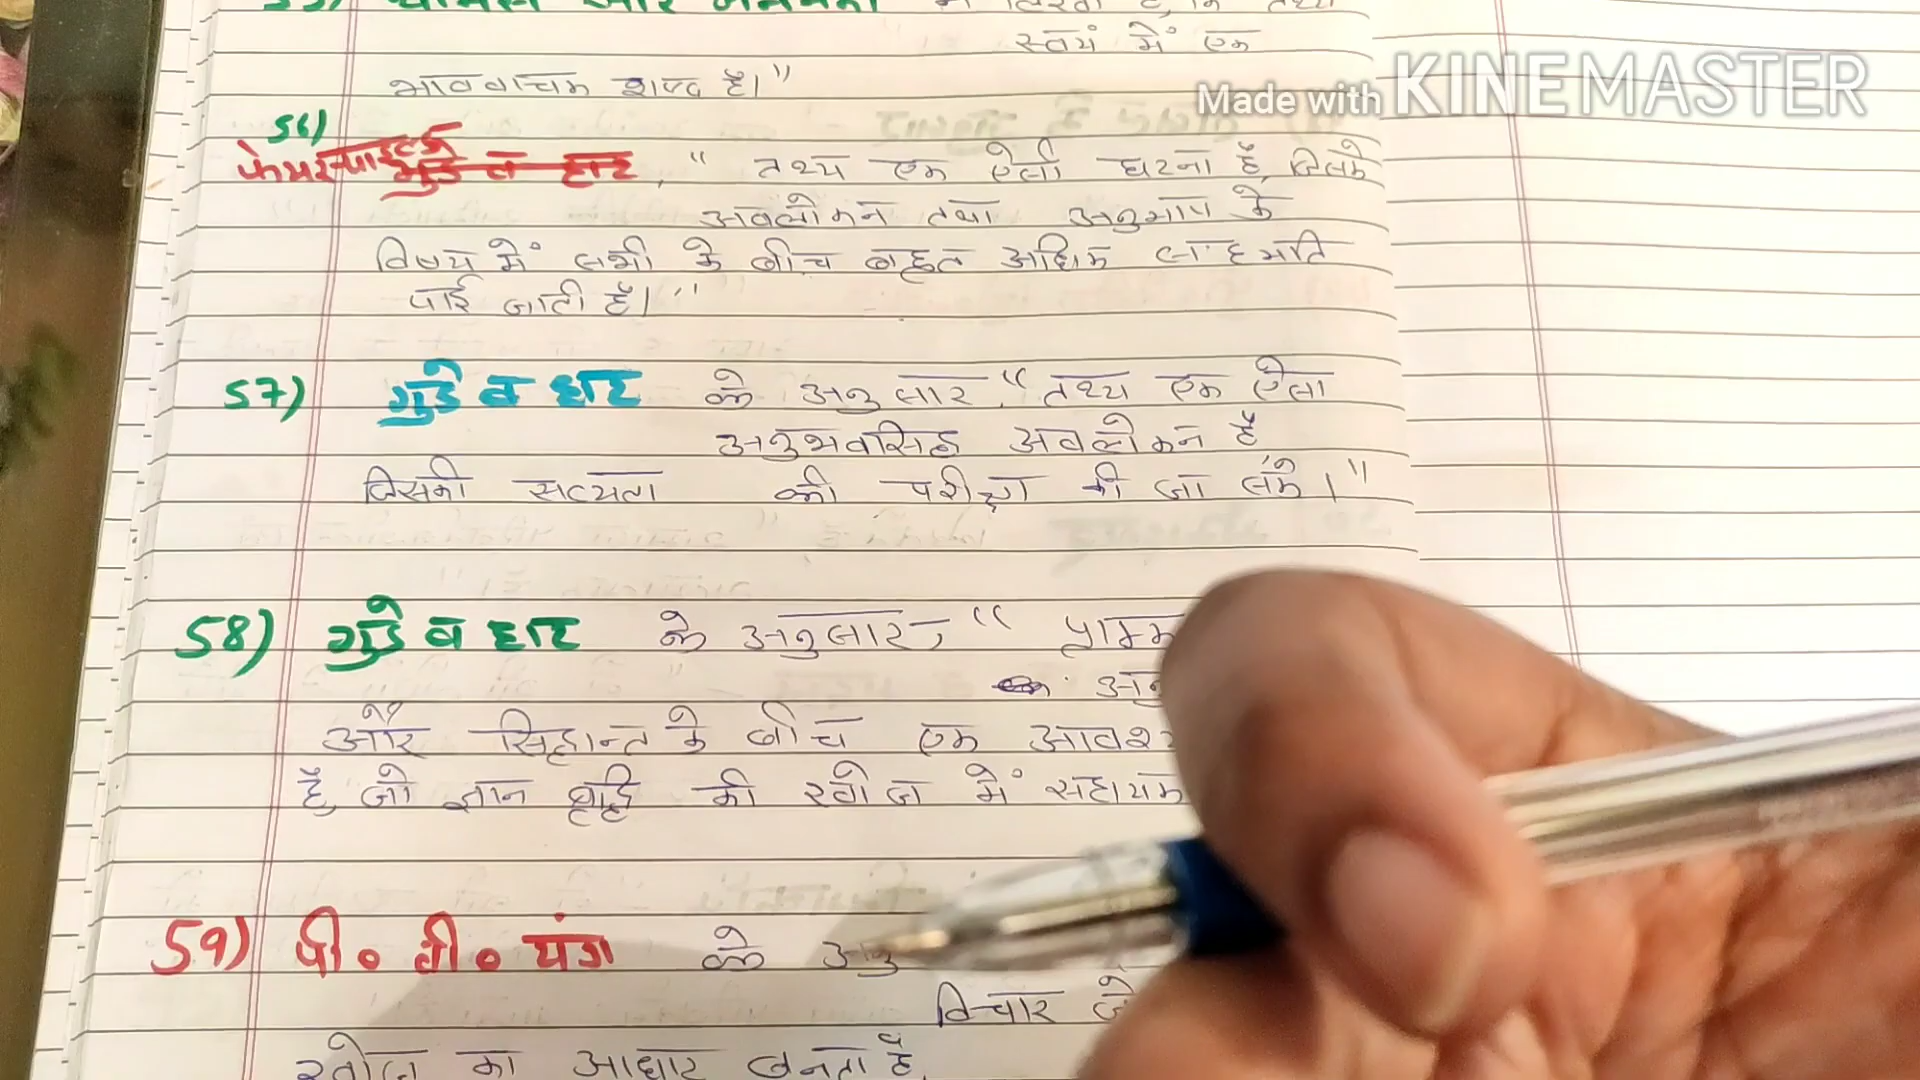 स्वयं में एक
भाववाचक शब्द है।"
Made with KINEMASTER
56)
फेयरचाइल्ड, " तथ्य एक ऐसी घटना है, जिसके
अवलोकन तथा अनुमाप के
विषय में सभी के बीच बहुत अधिक सहमति
पाई जाती है।"
57) गुडे व हाट के अनुसार, "तथ्य एक ऐसा
अनुभवसिद्ध अवलोकन है
जिसकी सत्यता की परीक्षा की जा सके।"
58) गुडे व हाट के अनुसार, "
और सिद्धान्त के बीच एक
है, जो ज्ञान वृद्धि की खोज में सहायक
59) पी० वी० यंग के
विचार
खोज का आधार बनता है,